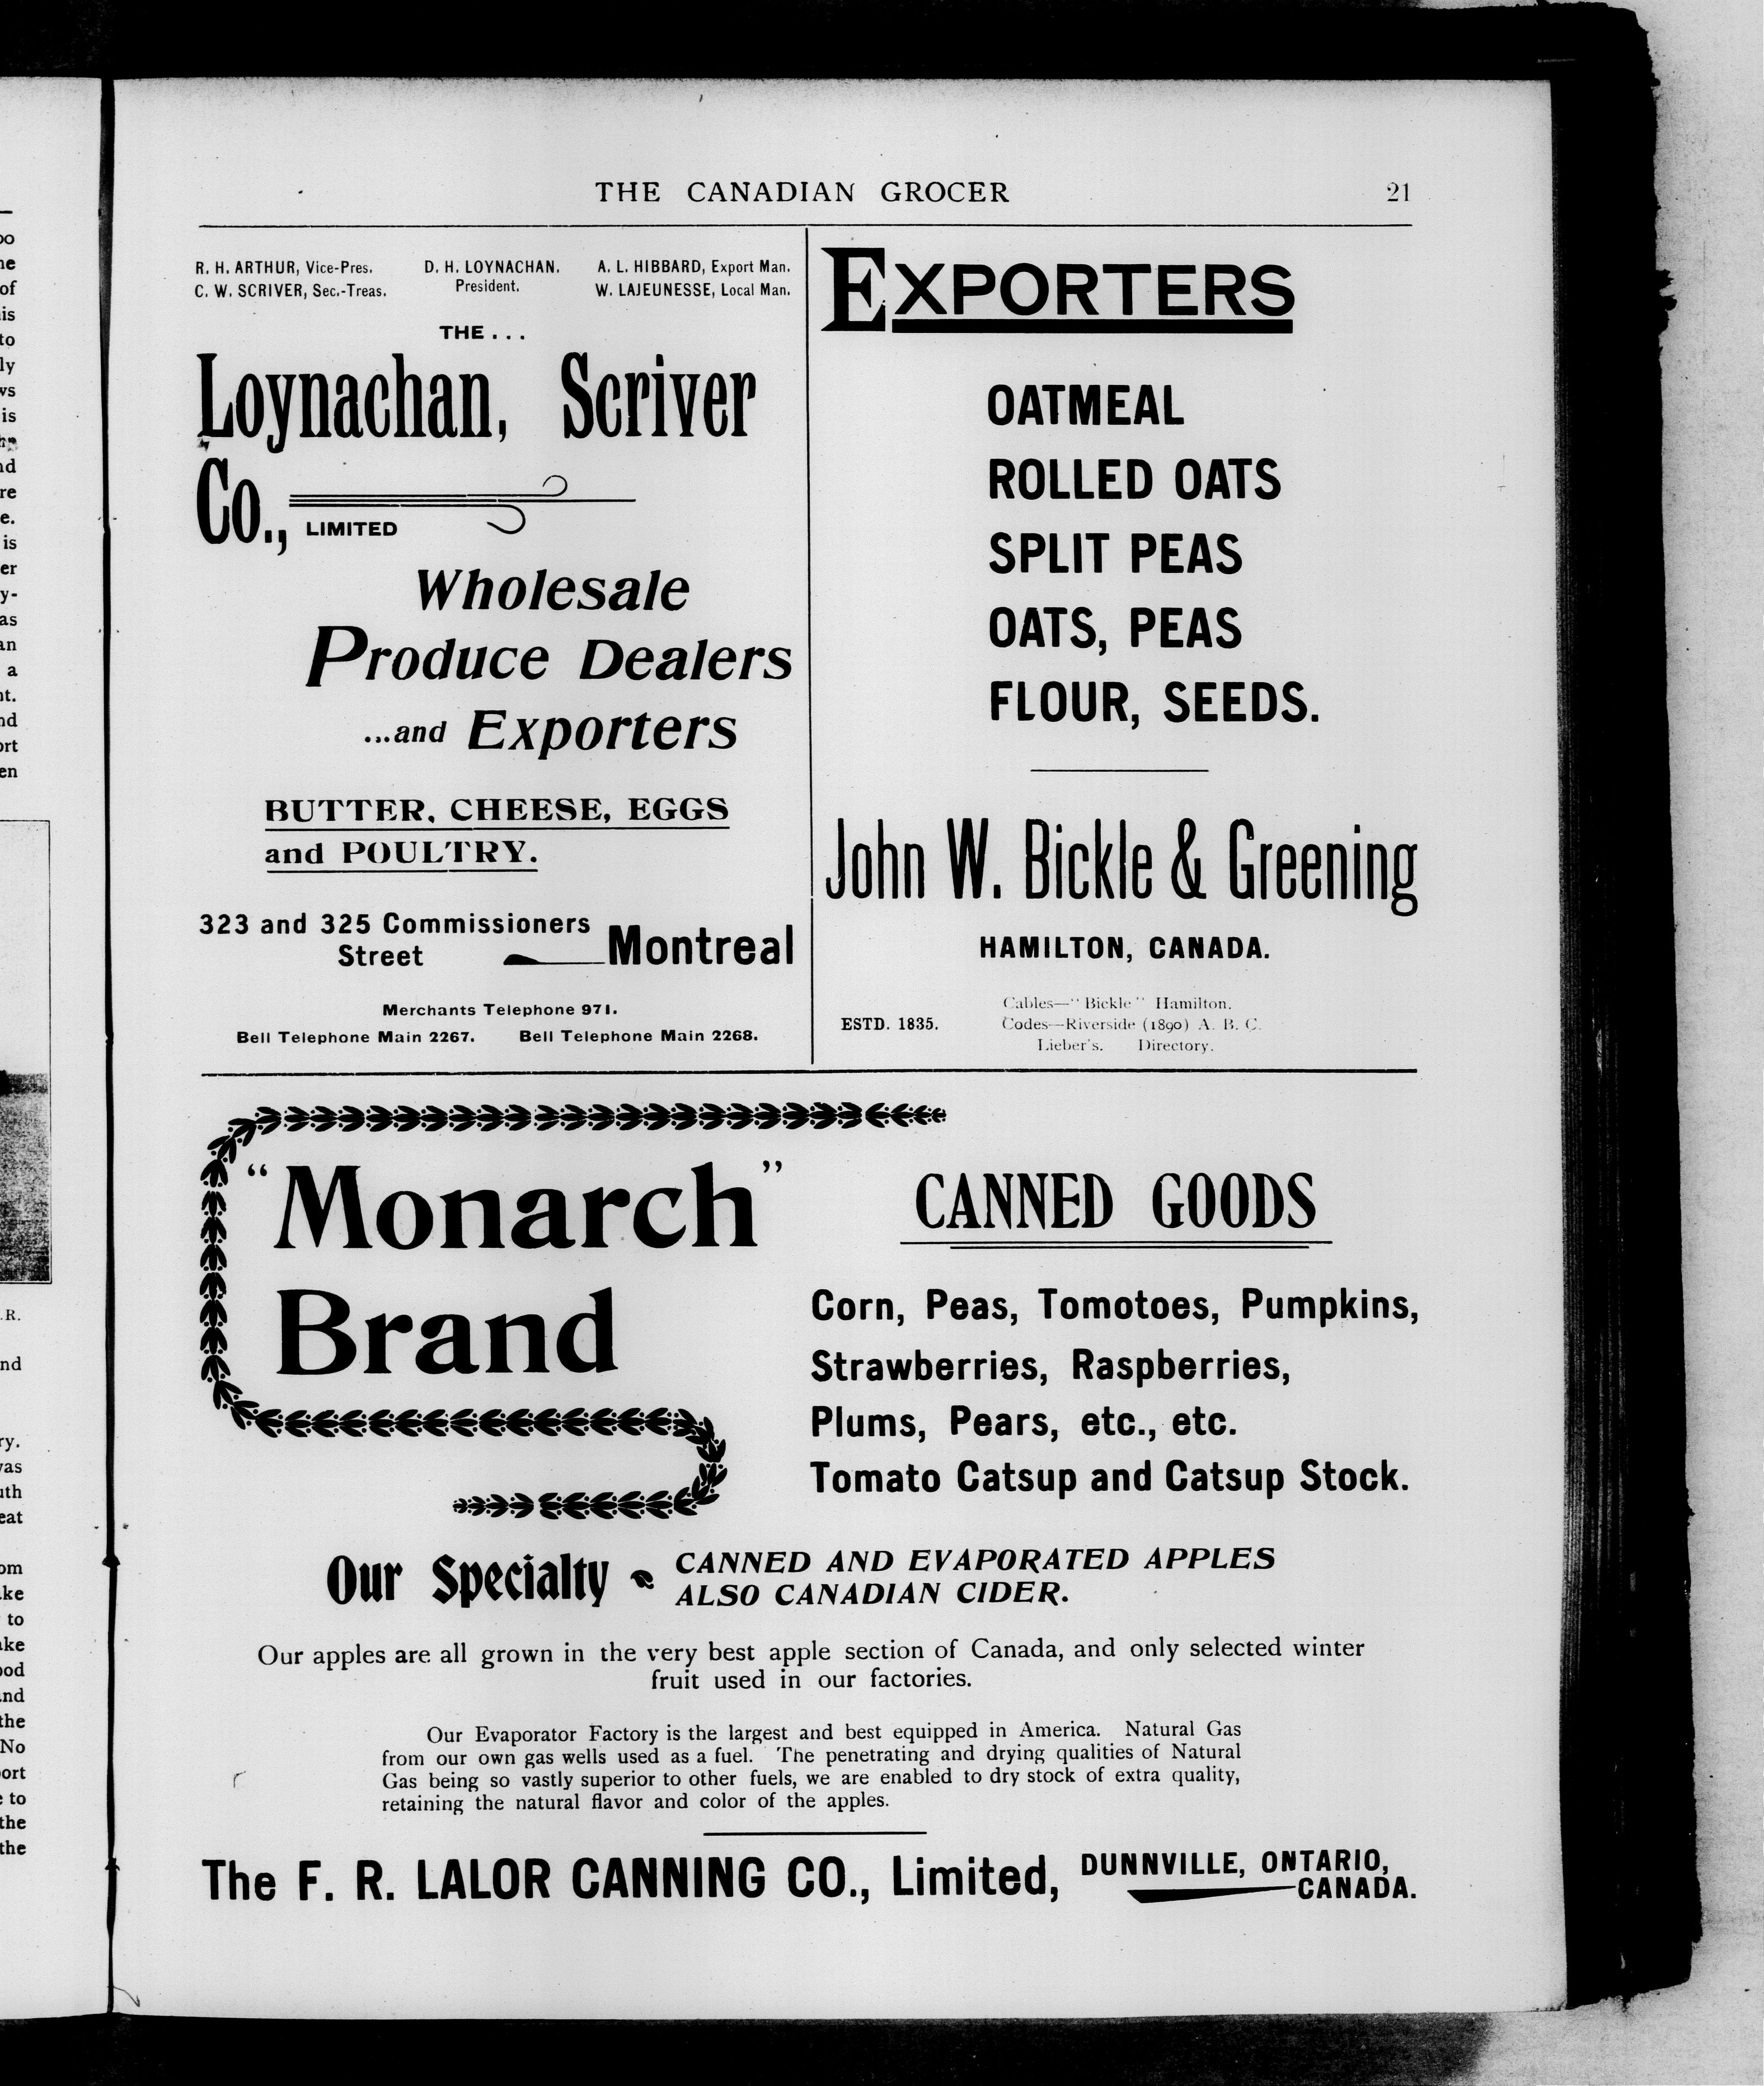 THE CANADIAN GROCER 21
R. H. ARTHUR, Vice-Pres.
C. W. SCRIVER, Sec.-Treas.
D. H. LOYNACHAN.
President.
A. L. HIBBARD, Export Man.
W. LAJEUNESSE, Local Man.
THE . . .
Loynachan, Scriver
Co., LIMITED
Wholesale
Produce Dealers
...and Exporters
BUTTER, CHEESE, EGGS
and POULTRY.
323 and 325 Commissioners
Street
Montreal
Merchants Telephone 971.
Bell Telephone Main 2267. Bell Telephone Main 2268.
EXPORTERS
OATMEAL
ROLLED OATS
SPLIT PEAS
OATS, PEAS
FLOUR, SEEDS.
John W. Bickle & Greening
HAMILTON, CANADA.
ESTD. 1835.
Cables—"Bickle" Hamilton.
Codes—Riverside (1890) A. B. C.
Lieber's. Directory.
"Monarch"
Brand
CANNED GOODS
Corn, Peas, Tomotoes, Pumpkins,
Strawberries, Raspberries,
Plums, Pears, etc., etc.
Tomato Catsup and Catsup Stock.
Our Specialty
CANNED AND EVAPORATED APPLES
ALSO CANADIAN CIDER.
Our apples are all grown in the very best apple section of Canada, and only selected winter
fruit used in our factories.
Our Evaporator Factory is the largest and best equipped in America. Natural Gas
from our own gas wells used as a fuel. The penetrating and drying qualities of Natural
Gas being so vastly superior to other fuels, we are enabled to dry stock of extra quality,
retaining the natural flavor and color of the apples.
The F. R. LALOR CANNING CO., Limited, DUNNVILLE, ONTARIO,
CANADA.